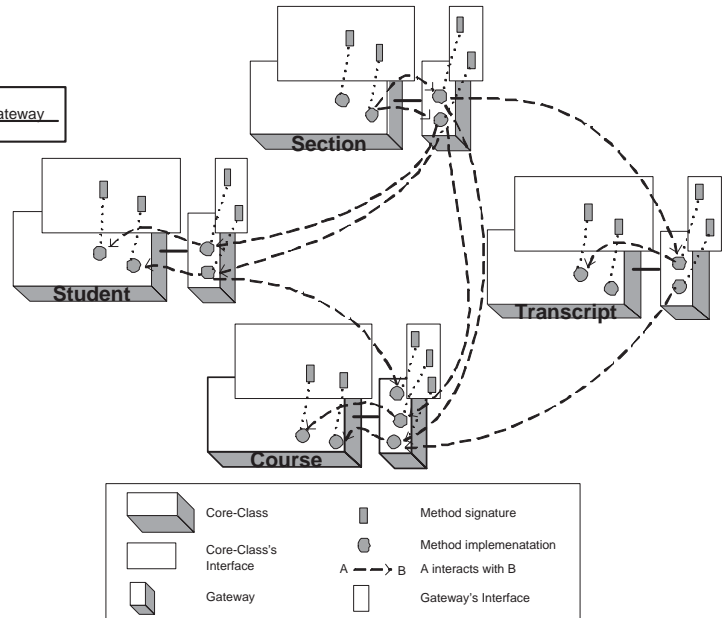 ateway
Section
Student
Transcript
Course
Core-Class
Method signature
Core-Class's
Interface
Method implemenatation
A
B
A interacts with B
Gateway
Gateway's Interface